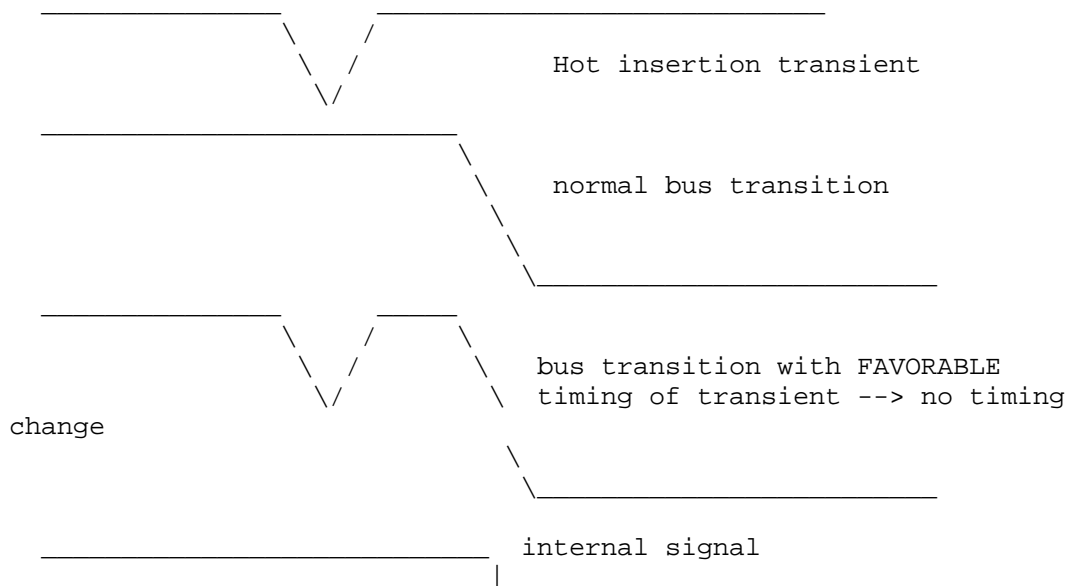 Hot insertion transient
normal bus transition
bus transition with FAVORABLE
timing of transient --> no timing
change
internal signal